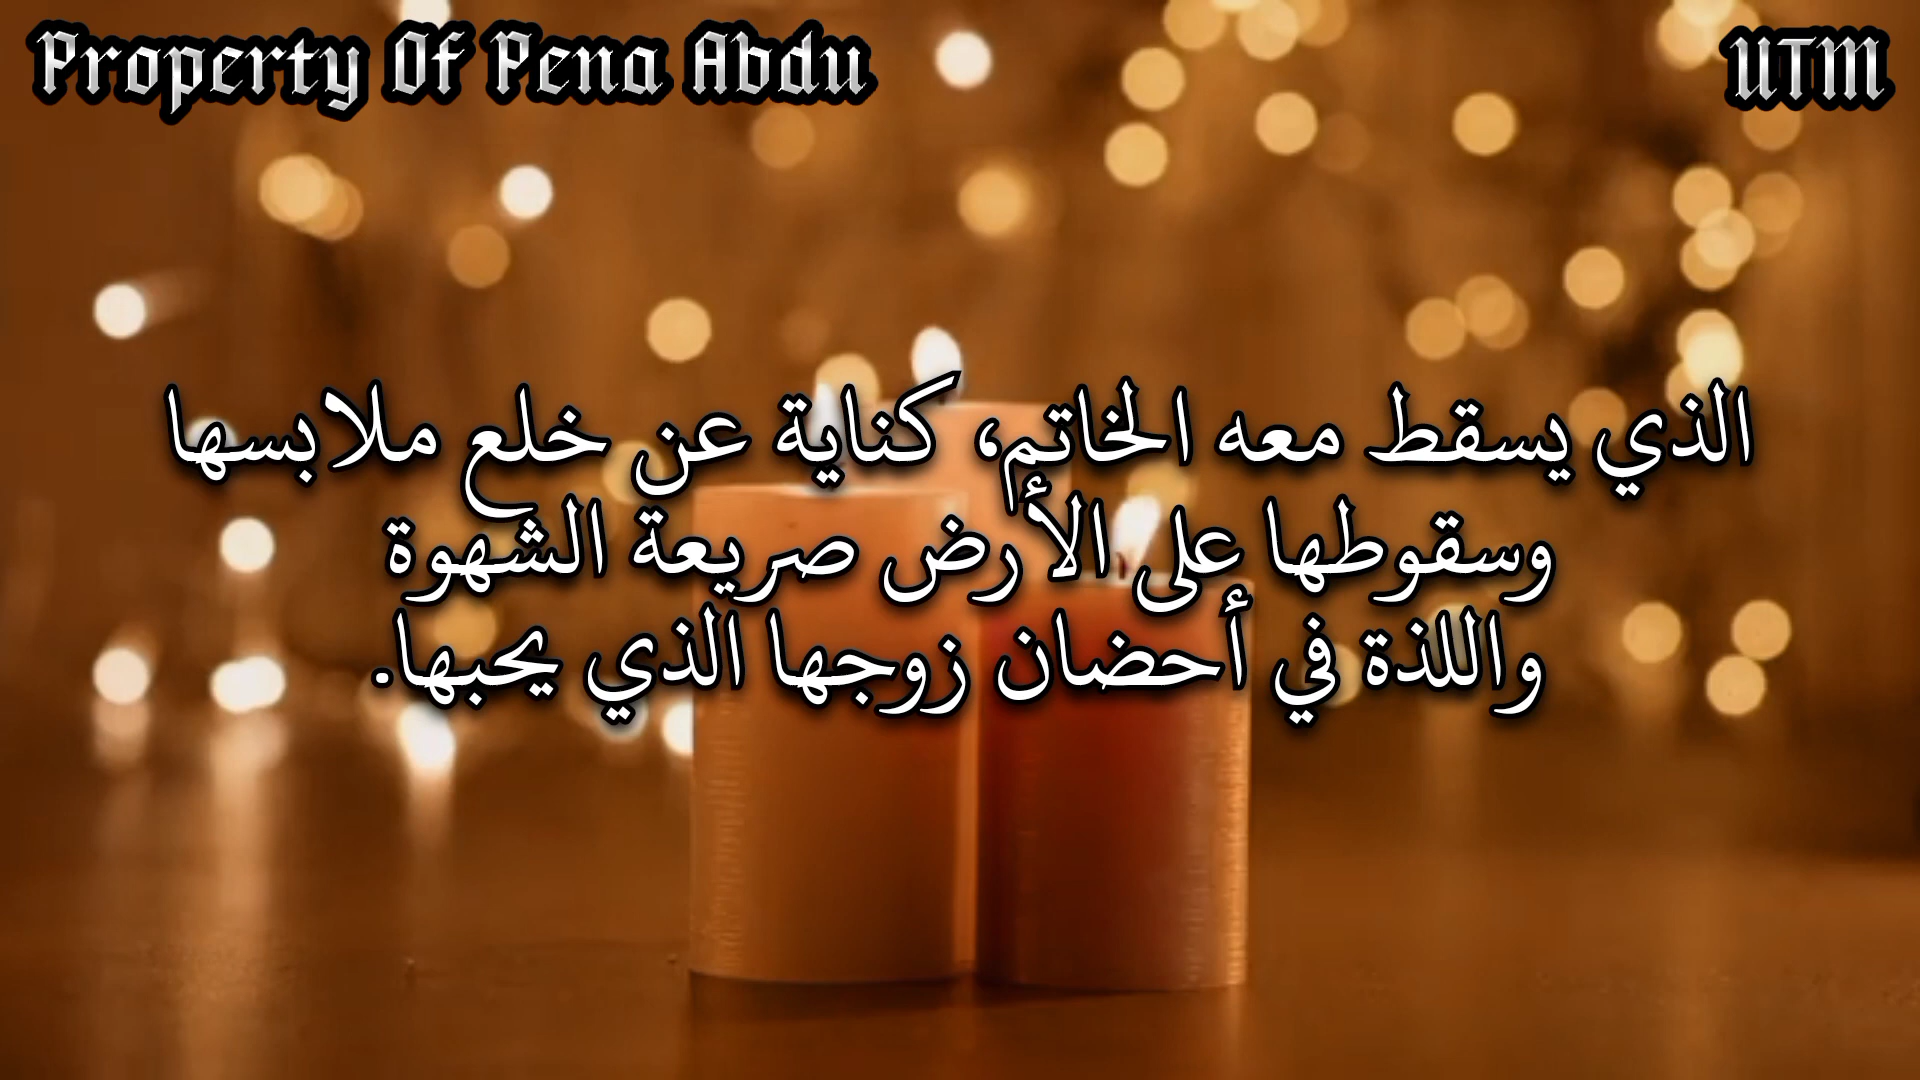 Property Of Pena Abdu
UTM
الذي يسقط معه الخاتم، كناية عن خلع ملابسها
وسقوطها على الأرض صريعة الشهوة
واللذة في أحضان زوجها الذي يحبها.